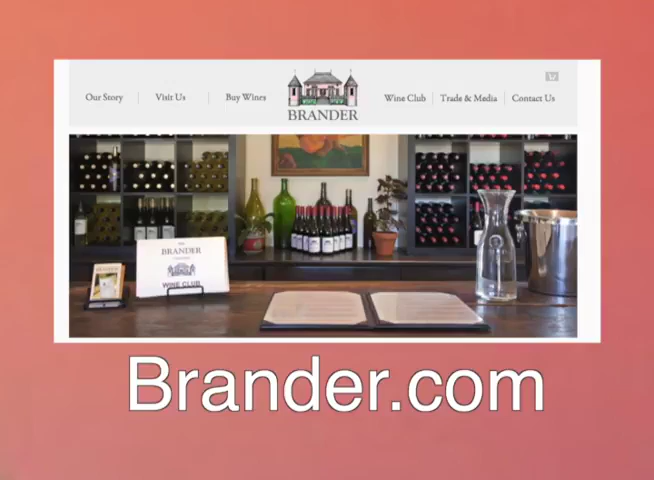 Our Story
Visit Us
Buy Wines
BRANDER
Wine Club
Trade & Media
Contact Us
BRANDER
WINE CLUB
Brander.com